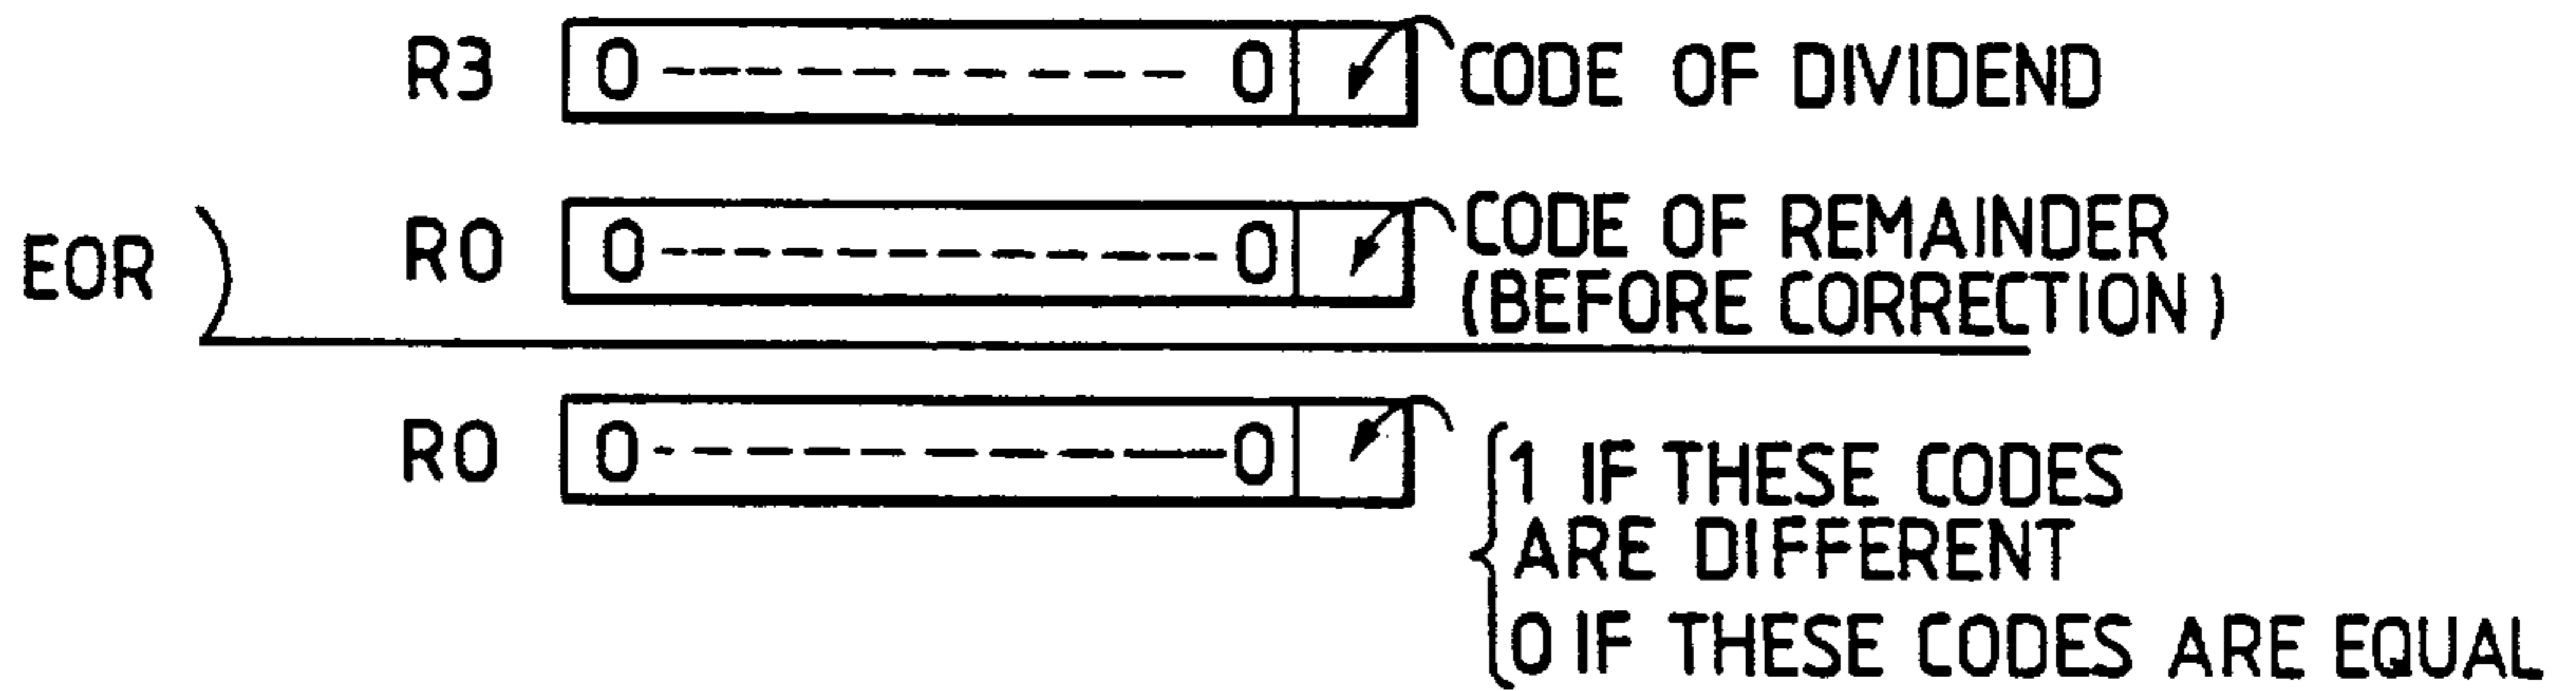 R3 0 0 CODE OF DIVIDEND
EOR R0 0 0 CODE OF REMAINDER
(BEFORE CORRECTION)
R0 0 0 1 IF THESE CODES
ARE DIFFERENT
0 IF THESE CODES ARE EQUAL